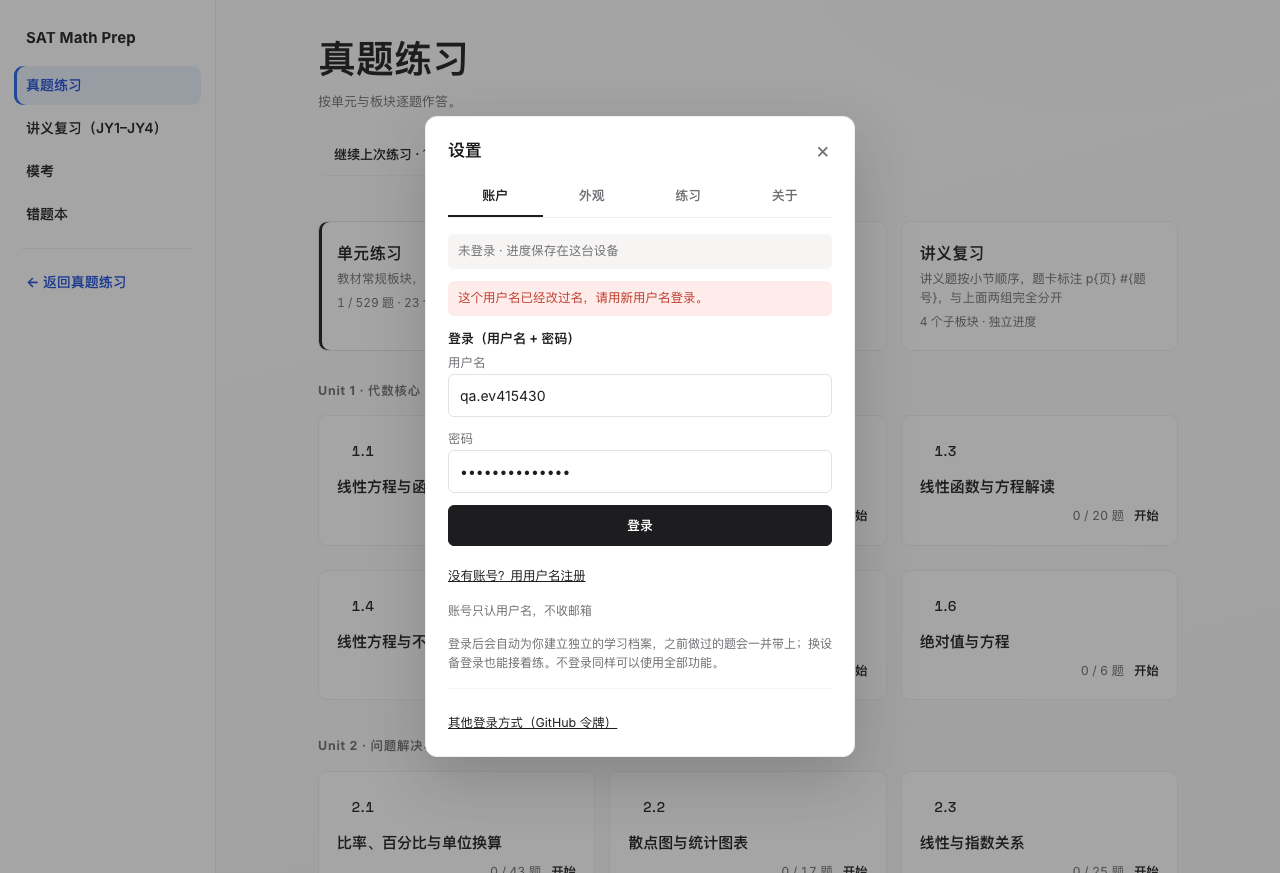 SAT Math Prep
真题练习
讲义复习（JY1–JY4）
模考
错题本
← 返回真题练习
真题练习
按单元与板块逐题作答。
继续上次练习 ·
单元练习
教材常规板块，
1 / 529 题 · 23
讲义复习
讲义题按小节顺序，题卡标注 p{页} #{题
号}，与上面两组完全分开
4 个子板块 · 独立进度
Unit 1 · 代数核心
1.1
线性方程与函
1.3
线性函数与方程解读
始
0 / 20 题 开始
1.4
线性方程与不
1.6
绝对值与方程
始
0 / 6 题 开始
Unit 2 · 问题解决
2.1
比率、百分比与单位换算
0 / 43 题 开始
2.2
散点图与统计图表
0 / 17 题 开始
2.3
线性与指数关系
0 / 25 题 开始
设置
×
账户 外观 练习 关于
未登录 · 进度保存在这台设备
这个用户名已经改过名，请用新用户名登录。
登录（用户名 + 密码）
用户名
qa.ev415430
密码
••••••••••••••
登录
没有账号？用用户名注册
账号只认用户名，不收邮箱
登录后会自动为你建立独立的学习档案，之前做过的题会一并带上；换设
备登录也能接着练。不登录同样可以使用全部功能。
其他登录方式（GitHub 令牌）